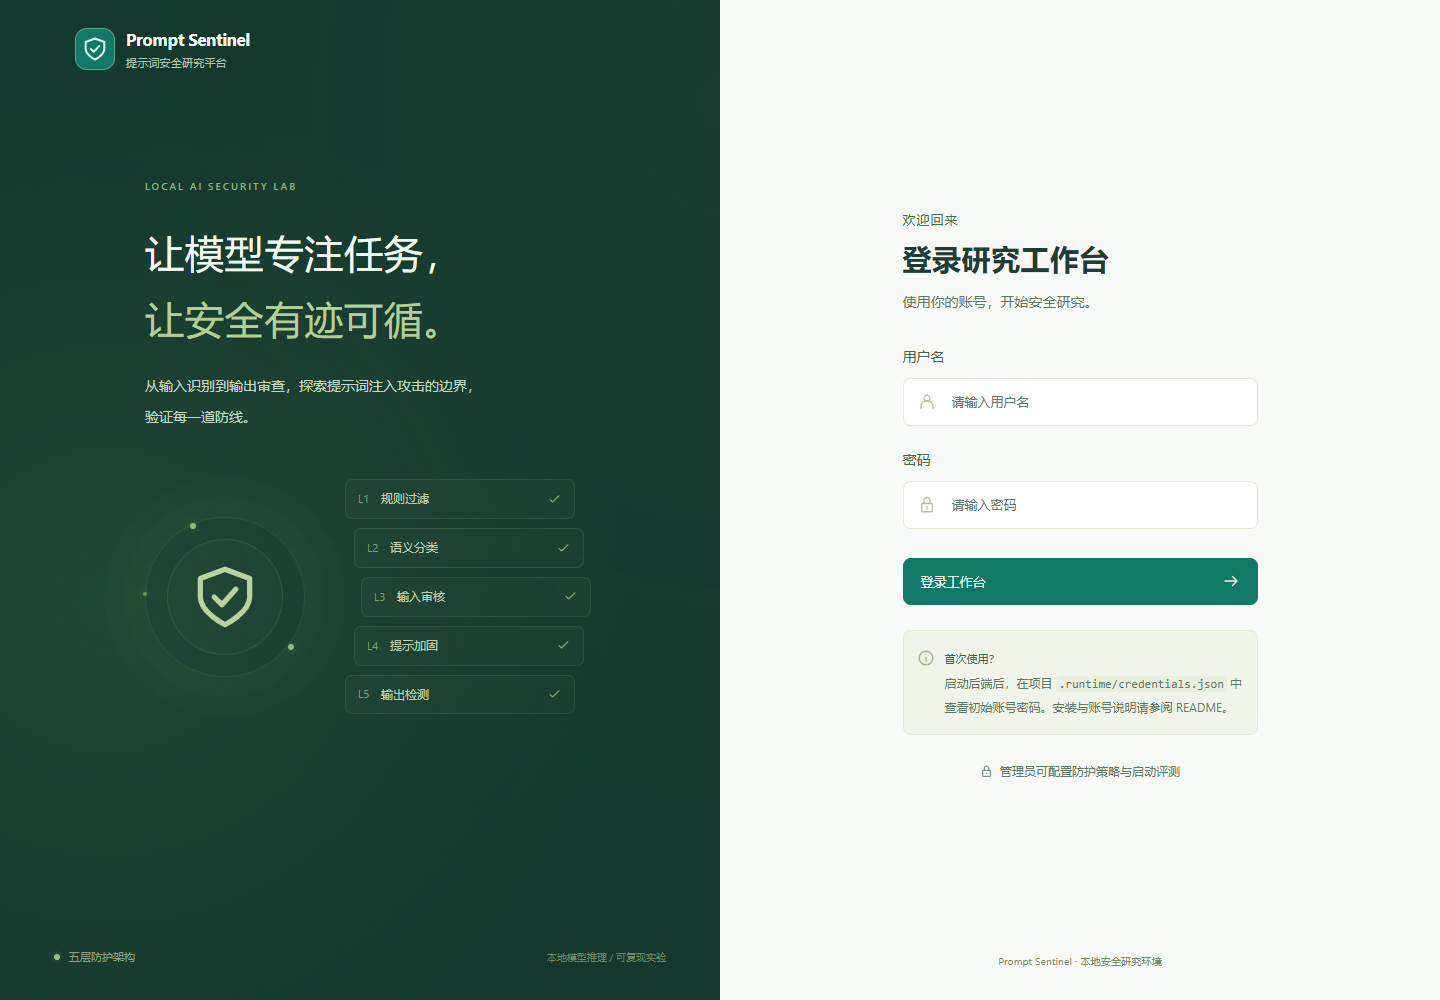 Prompt Sentinel
提示词安全研究平台
LOCAL AI SECURITY LAB
让模型专注任务，
让安全有迹可循。
从输入识别到输出审查，探索提示词注入攻击的边界，
验证每一道防线。
L1 规则过滤
L2 语义分类
L3 输入审核
L4 提示加固
L5 输出检测
五层防护架构
本地模型推理 / 可复现实验
欢迎回来
登录研究工作台
使用你的账号，开始安全研究。
用户名
请输入用户名
密码
请输入密码
登录工作台
首次使用?
启动后端后，在项目 .runtime/credentials.json 中
查看初始账号密码。安装与账号说明请参阅 README。
管理员可配置防护策略与启动评测
Prompt Sentinel · 本地安全研究环境